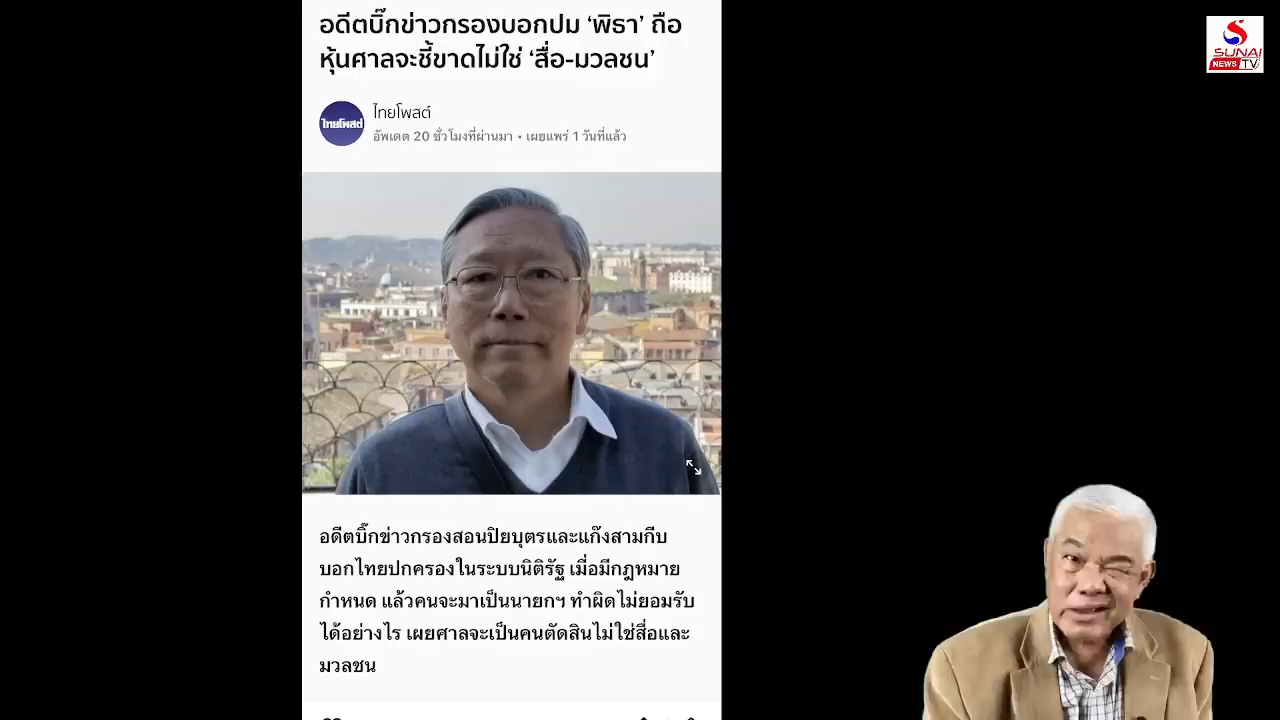 อดีตบิ๊กข่าวกรองบอกปม ‘พิธา’ ถือ
หุ้นศาลจะชี้ขาดไม่ใช่ ‘สื่อ-มวลชน’
ไทยโพสต์
ไทยโพสต์
อัพเดต 20 ชั่วโมงที่ผ่านมา • เผยแพร่ 1 วันที่แล้ว
อดีตบิ๊กข่าวกรองสอนปิยบุตรและแก๊งสามกีบ
บอกไทยปกครองในระบบนิติรัฐ เมื่อมีกฎหมาย
กำหนด แล้วคนจะมาเป็นนายกฯ ทำผิดไม่ยอมรับ
ได้อย่างไร เผยศาลจะเป็นคนตัดสินไม่ใช่สื่อและ
มวลชน
SUNAI
NEWS TV